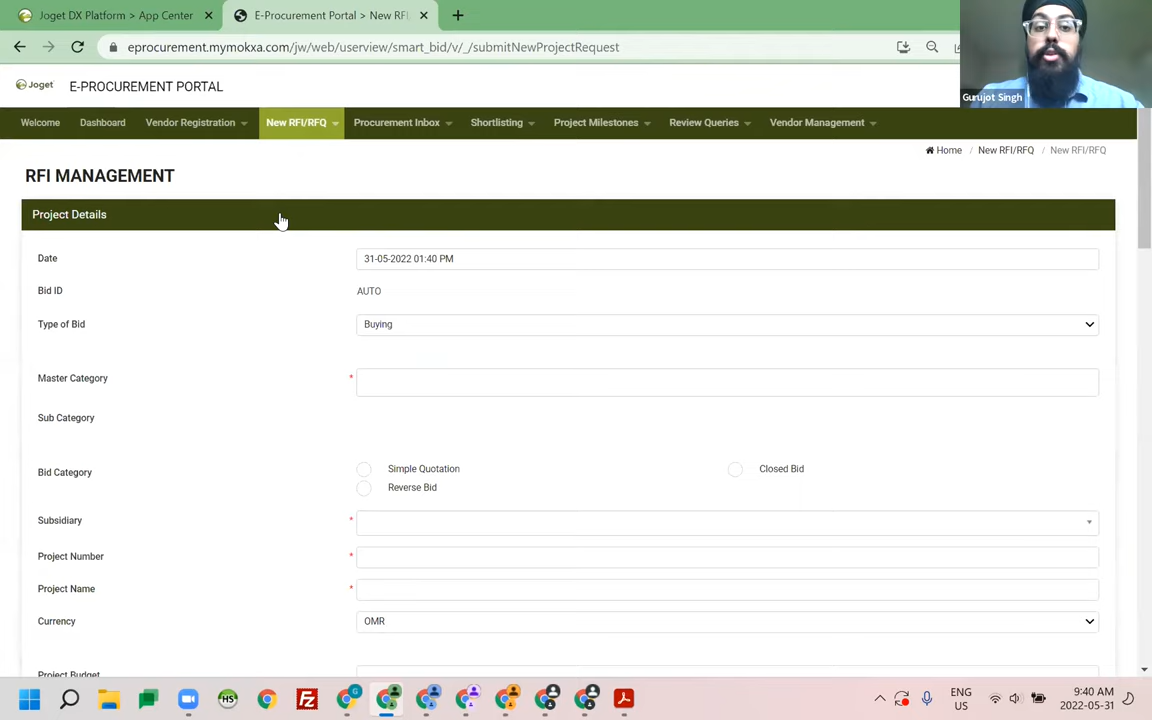 Joget DX Platform > App Center
E-Procurement Portal > New RFI
eprocurement.mymokxa.com/jw/web/userview/smart_bid/v/_/submitNewProjectRequest
Joget
E-PROCUREMENT PORTAL
Gurujot Singh
Welcome Dashboard Vendor Registration New RFI/RFQ Procurement Inbox Shortlisting Project Milestones Review Queries Vendor Management
Home / New RFI/RFQ / New RFI/RFQ
RFI MANAGEMENT
Project Details
Date 31-05-2022 01:40 PM
Bid ID AUTO
Type of Bid Buying
Master Category *
Sub Category
Bid Category Simple Quotation Closed Bid
Reverse Bid
Subsidiary *
Project Number *
Project Name *
Currency OMR
Project Budget
HS
Fz
G
ENG 9:40 AM
US 2022-05-31